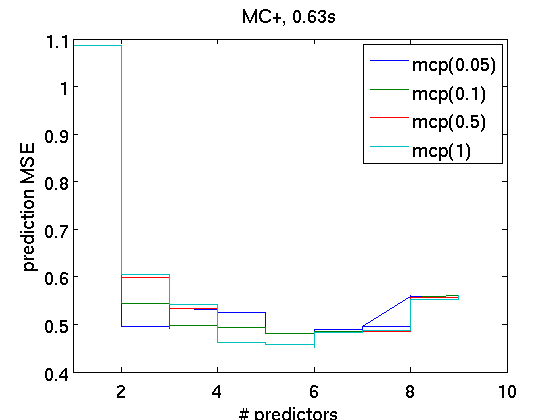 MC+, 0.63s
1.1
1
0.9
0.8
0.7
0.6
0.5
0.4
prediction MSE
mcp(0.05)
mcp(0.1)
mcp(0.5)
mcp(1)
2 4 6 8 10
# predictors